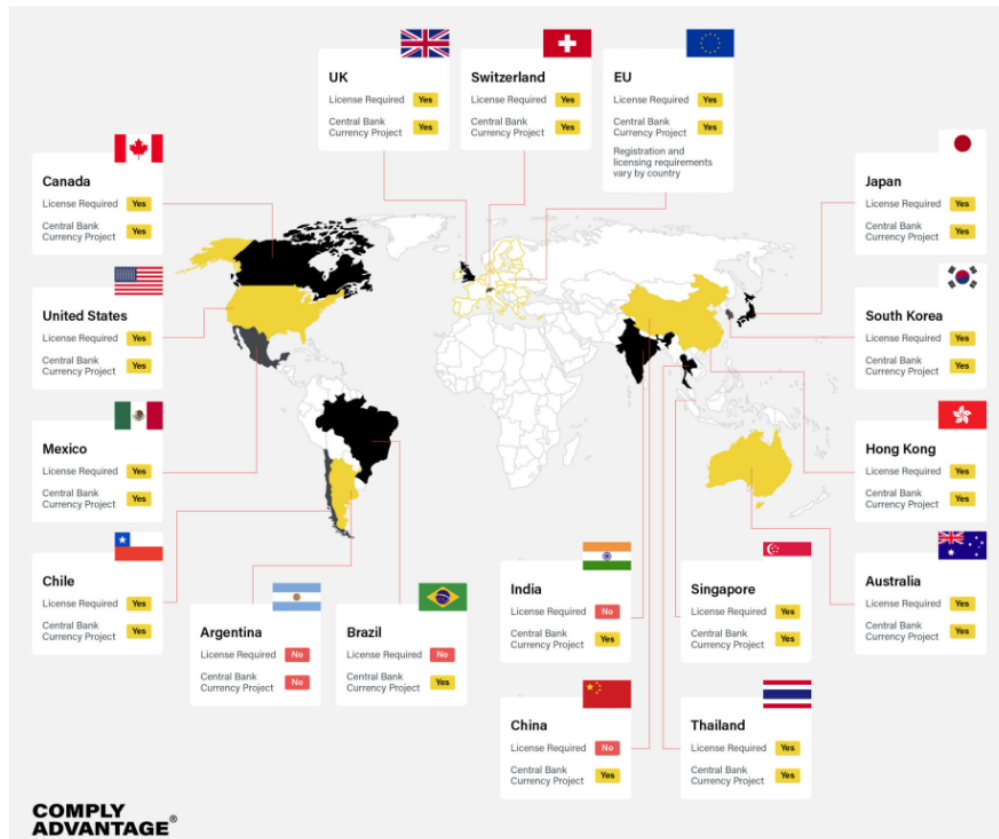 UK
License Required Yes
Central Bank
Currency Project Yes
Switzerland
License Required Yes
Central Bank
Currency Project Yes
EU
License Required Yes
Central Bank
Currency Project Yes
Registration and
licensing requirements
vary by country
Canada
License Required Yes
Central Bank
Currency Project Yes
Japan
License Required Yes
Central Bank
Currency Project Yes
United States
License Required Yes
Central Bank
Currency Project Yes
South Korea
License Required Yes
Central Bank
Currency Project Yes
Mexico
License Required Yes
Central Bank
Currency Project Yes
Hong Kong
License Required Yes
Central Bank
Currency Project Yes
Chile
License Required Yes
Central Bank
Currency Project Yes
Argentina
License Required No
Central Bank
Currency Project No
Brazil
License Required No
Central Bank
Currency Project Yes
India
License Required No
Central Bank
Currency Project Yes
Singapore
License Required Yes
Central Bank
Currency Project Yes
Australia
License Required Yes
Central Bank
Currency Project Yes
China
License Required No
Central Bank
Currency Project Yes
Thailand
License Required Yes
Central Bank
Currency Project Yes
COMPLY
ADVANTAGE®